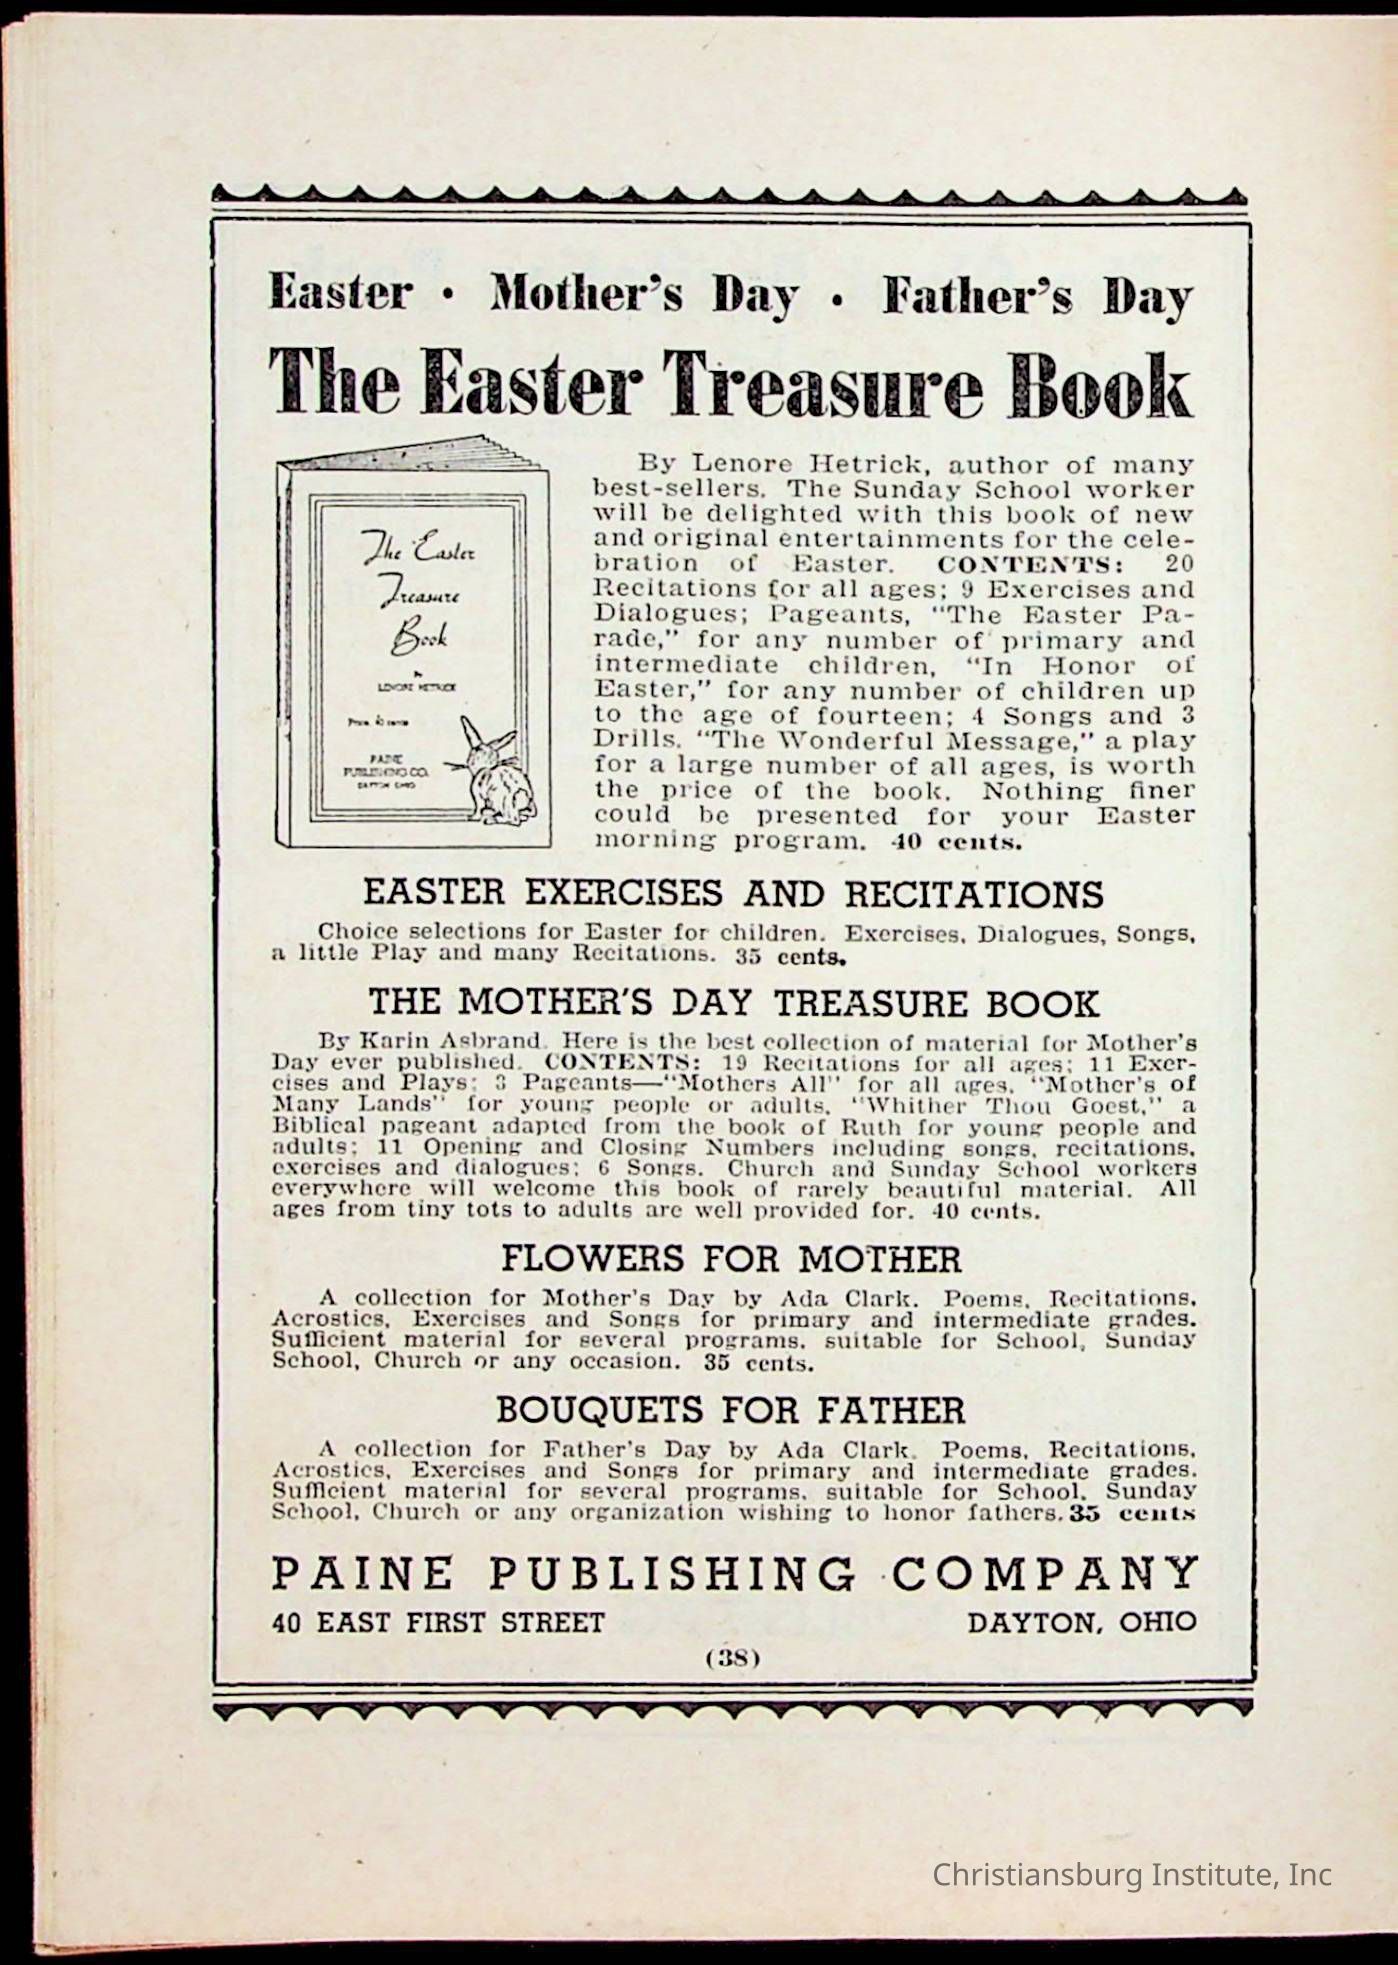 Easter · Mother's Day · Father's Day
The Easter Treasure Book
The Easter
Treasure
Book
by
LENORE HETRICK
Price, 40 cents
PAINE
PUBLISHING CO.
DAYTON OHIO
By Lenore Hetrick, author of many
best-sellers. The Sunday School worker
will be delighted with this book of new
and original entertainments for the cele-
bration of Easter. CONTENTS: 20
Recitations for all ages; 9 Exercises and
Dialogues; Pageants, "The Easter Pa-
rade," for any number of primary and
intermediate children, "In Honor of
Easter," for any number of children up
to the age of fourteen; 4 Songs and 3
Drills. "The Wonderful Message," a play
for a large number of all ages, is worth
the price of the book. Nothing finer
could be presented for your Easter
morning program. 40 cents.
EASTER EXERCISES AND RECITATIONS
Choice selections for Easter for children. Exercises, Dialogues, Songs,
a little Play and many Recitations. 35 cents.
THE MOTHER'S DAY TREASURE BOOK
By Karin Asbrand. Here is the best collection of material for Mother's
Day ever published. CONTENTS: 19 Recitations for all ages; 11 Exer-
cises and Plays; 3 Pageants—"Mothers All" for all ages. "Mother's of
Many Lands" for young people or adults, "Whither Thou Goest," a
Biblical pageant adapted from the book of Ruth for young people and
adults; 11 Opening and Closing Numbers including songs, recitations,
exercises and dialogues; 6 Songs. Church and Sunday School workers
everywhere will welcome this book of rarely beautiful material. All
ages from tiny tots to adults are well provided for. 40 cents.
FLOWERS FOR MOTHER
A collection for Mother's Day by Ada Clark. Poems, Recitations,
Acrostics, Exercises and Songs for primary and intermediate grades.
Sufficient material for several programs, suitable for School, Sunday
School, Church or any occasion. 35 cents.
BOUQUETS FOR FATHER
A collection for Father's Day by Ada Clark. Poems, Recitations,
Acrostics, Exercises and Songs for primary and intermediate grades.
Sufficient material for several programs, suitable for School, Sunday
School, Church or any organization wishing to honor fathers. 35 cents
PAINE PUBLISHING COMPANY
40 EAST FIRST STREET DAYTON, OHIO
(38)
Christiansburg Institute, Inc